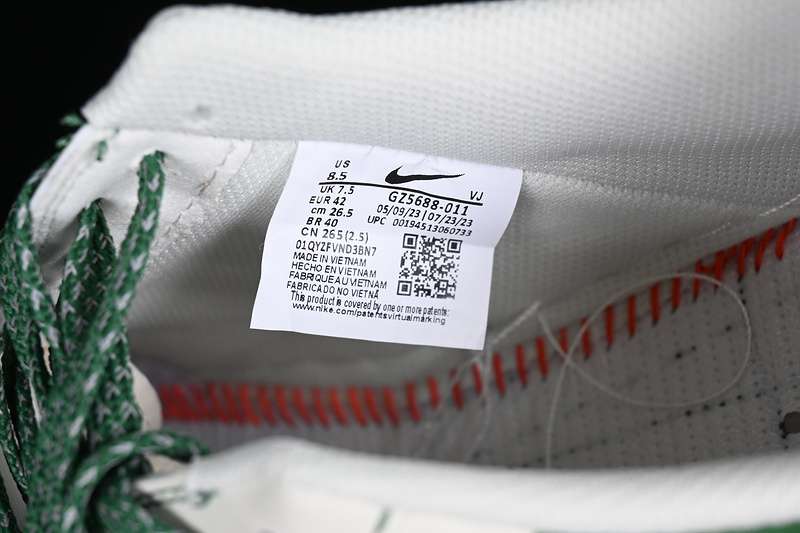 US
8.5
UK 7.5
EUR 42
cm 26.5
BR 40
CN 265(2.5)
01QYZFVND3BN7
MADE IN VIETNAM
HECHO EN VIETNAM
FABRIQUE AU VIETNAM
FABRICADO NO VIETNÃ
This product is covered by one or more patents:
www.nike.com/patentsvirtualmarking
VJ
GZ5688-011
05/09/23|07/23/23
UPC 00194513060733